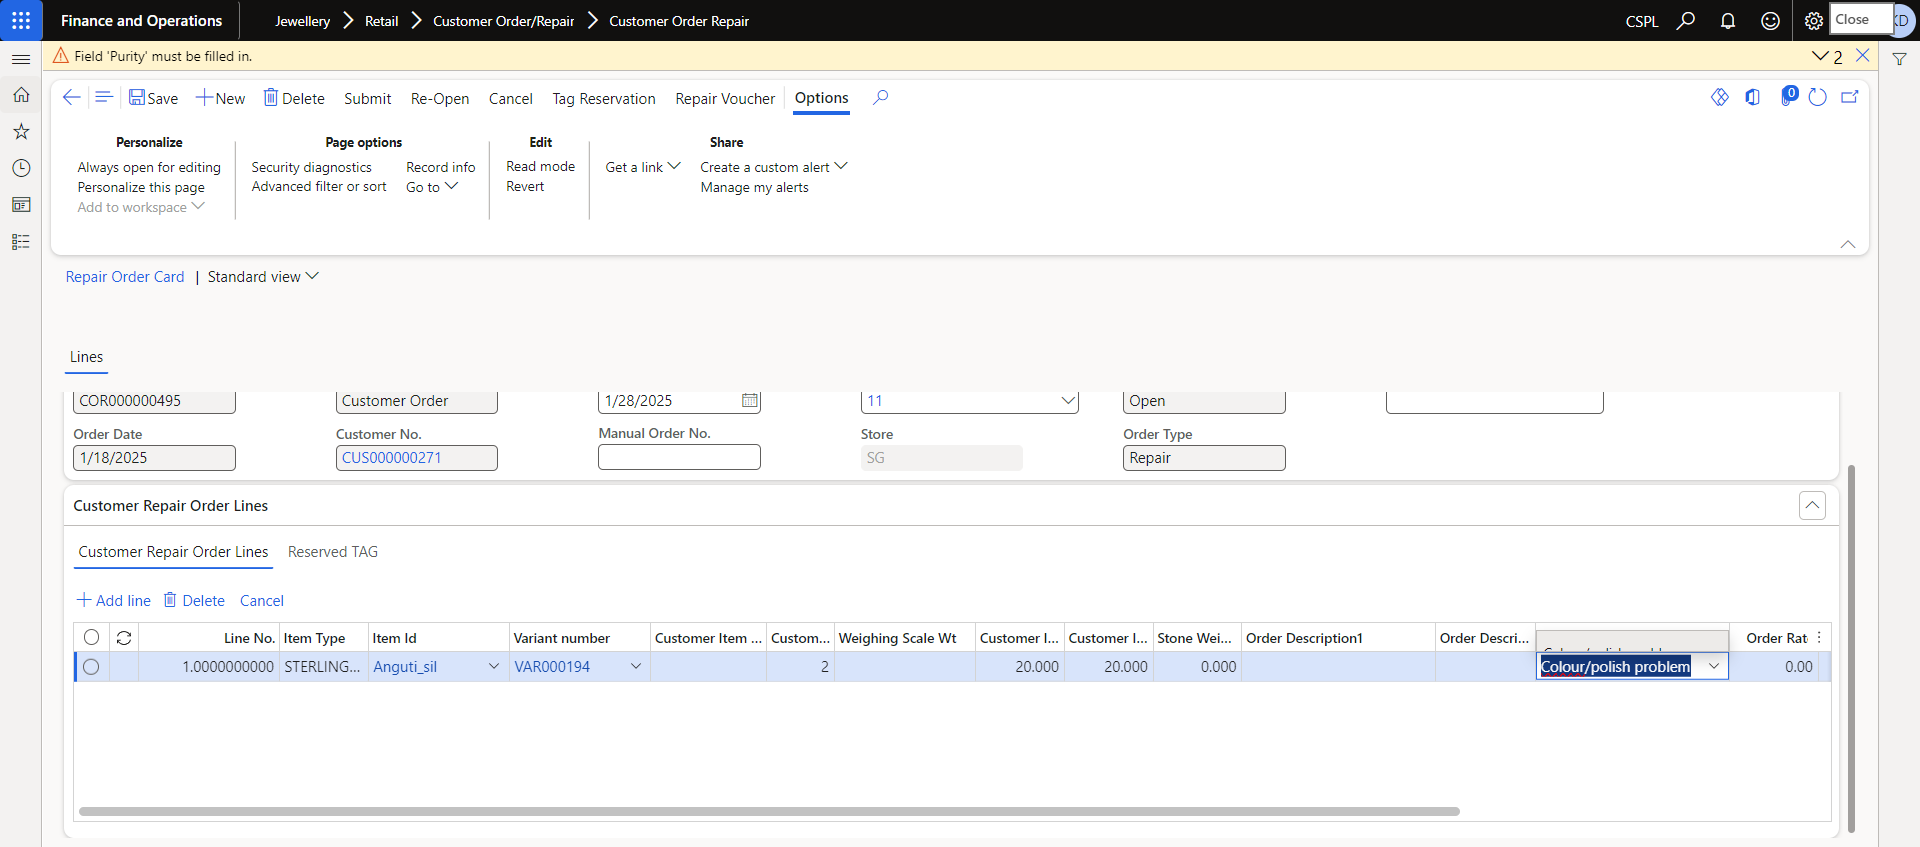 Finance and Operations
Jewellery Retail Customer Order/Repair Customer Order Repair
CSPL
Close
D
Field 'Purity' must be filled in.
2
Save New Delete Submit Re-Open Cancel Tag Reservation Repair Voucher Options
0
Personalize
Always open for editing
Personalize this page
Add to workspace
Page options
Security diagnostics
Advanced filter or sort
Record info
Go to
Edit
Read mode
Revert
Share
Get a link
Create a custom alert
Manage my alerts
Repair Order Card | Standard view
Lines
COR000000495 Customer Order 1/28/2025 11 Open
Order Date Customer No. Manual Order No. Store Order Type
1/18/2025 CUS000000271 SG Repair
Customer Repair Order Lines
Customer Repair Order Lines Reserved TAG
Add line Delete Cancel
Line No. Item Type Item Id Variant number Customer Item ... Custom... Weighing Scale Wt Customer I... Customer I... Stone Wei... Order Description1 Order Descri... Order Rat
1.0000000000 STERLING... Anguti_sil VAR000194 2 20.000 20.000 0.000 Colour/polish problem 0.00